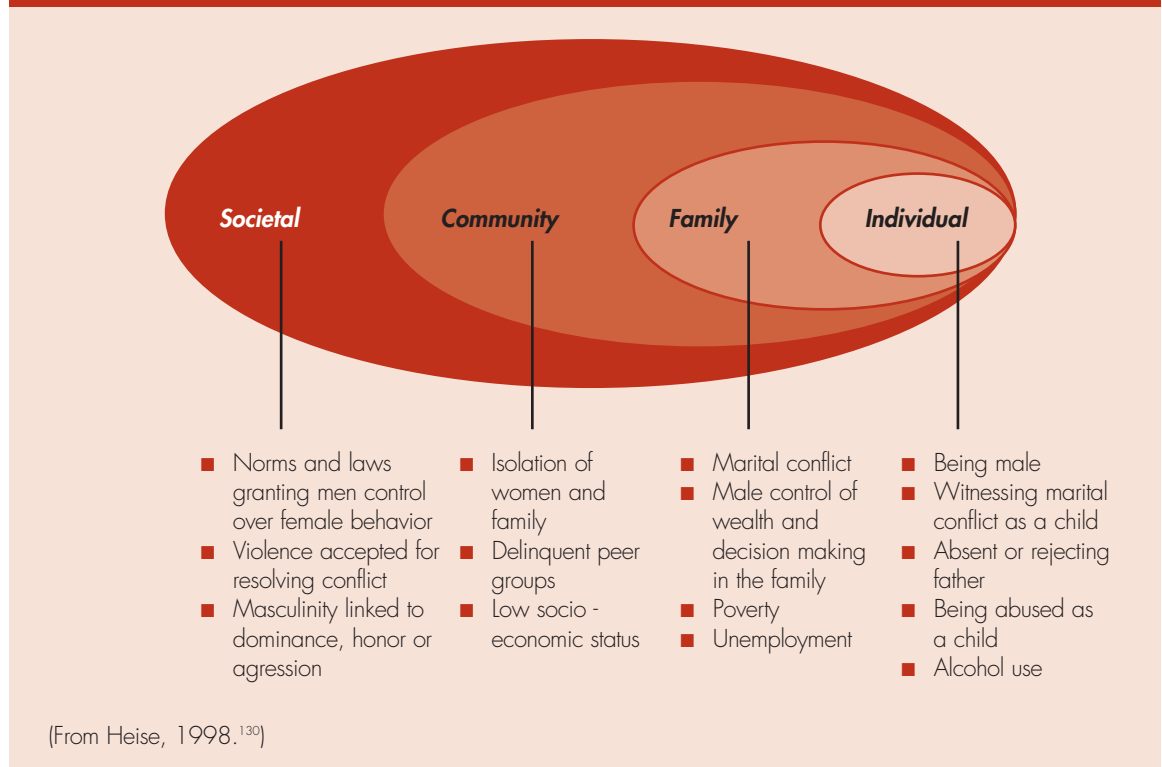 Societal
Community
Family
Individual
■ Norms and laws
granting men control
over female behavior
■ Violence accepted for
resolving conflict
■ Masculinity linked to
dominance, honor or
agression
■ Isolation of
women and
family
■ Delinquent peer
groups
■ Low socio -
economic status
■ Marital conflict
■ Male control of
wealth and
decision making
in the family
■ Poverty
■ Unemployment
■ Being male
■ Witnessing marital
conflict as a child
■ Absent or rejecting
father
■ Being abused as
a child
■ Alcohol use
(From Heise, 1998.¹³⁰)